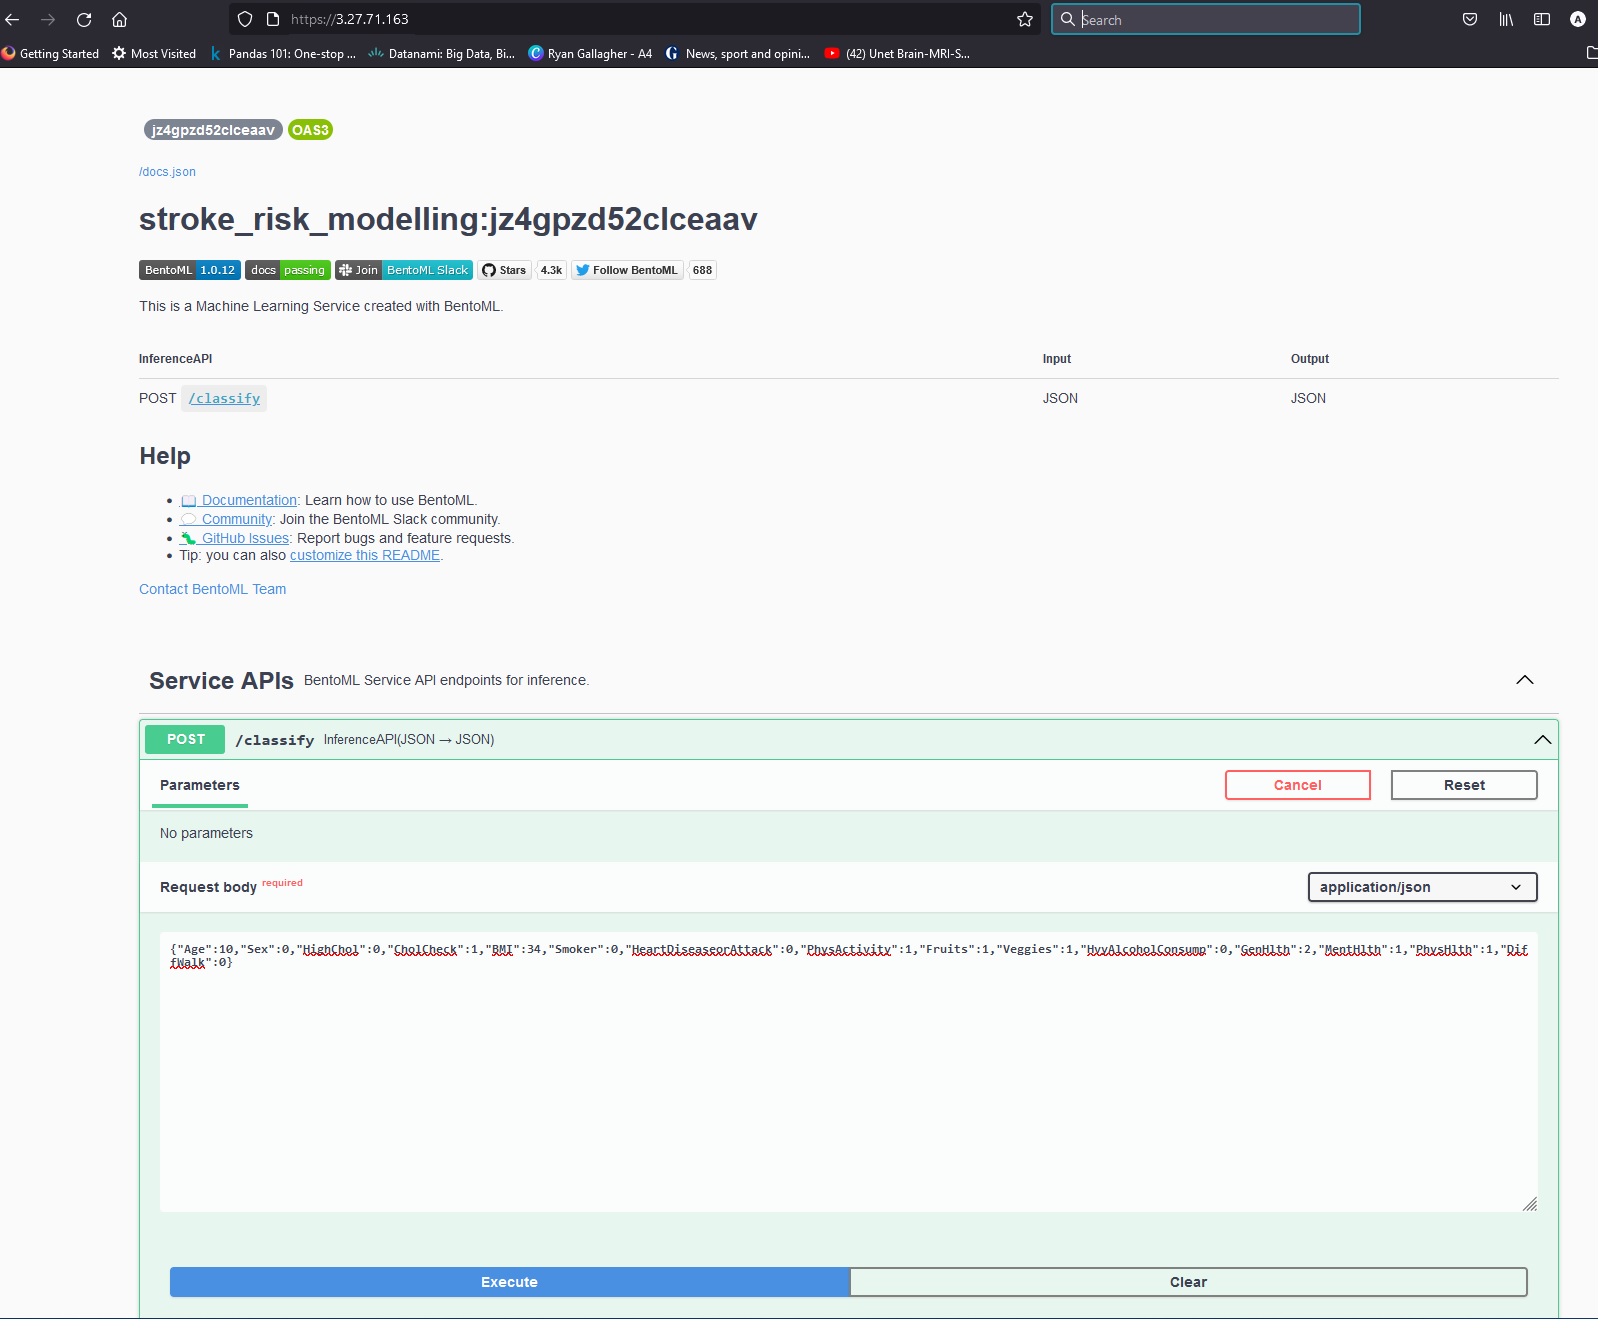 https://3.27.71.163
Search
A
Getting Started
Most Visited
Pandas 101: One-stop ...
Datanami: Big Data, Bi...
Ryan Gallagher - A4
News, sport and opini...
(42) Unet Brain-MRI-S...
jz4gpzd52clceaav OAS3
/docs.json
stroke_risk_modelling:jz4gpzd52clceaav
BentoML 1.0.12 docs passing Join BentoML Slack Stars 4.3k Follow BentoML 688
This is a Machine Learning Service created with BentoML.
InferenceAPI Input Output
POST /classify JSON JSON
Help
Documentation: Learn how to use BentoML.
Community: Join the BentoML Slack community.
GitHub Issues: Report bugs and feature requests.
Tip: you can also customize this README.
Contact BentoML Team
Service APIs BentoML Service API endpoints for inference.
POST /classify InferenceAPI(JSON → JSON)
Parameters Cancel Reset
No parameters
Request body required application/json
{"Age":10,"Sex":0,"HighChol":0,"CholCheck":1,"BMI":34,"Smoker":0,"HeartDiseaseorAttack":0,"PhysActivity":1,"Fruits":1,"Veggies":1,"HvyAlcoholConsump":0,"GenHlth":2,"MentHlth":1,"PhysHlth":1,"Dif
fWalk":0}
Execute Clear